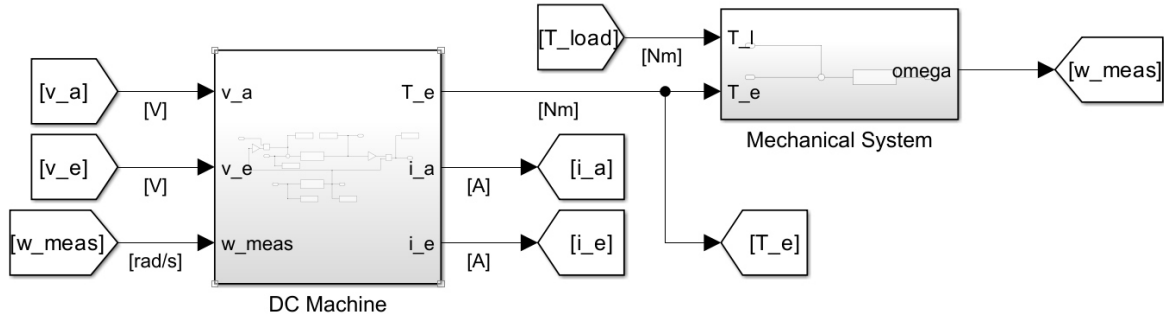 [T_load]
[Nm]
T_l
T_e
omega
[w_meas]
Mechanical System
[v_a]
[V]
[v_e]
[V]
[w_meas]
[rad/s]
v_a
v_e
w_meas
T_e
i_a
i_e
DC Machine
[Nm]
[A]
[i_a]
[A]
[i_e]
[T_e]